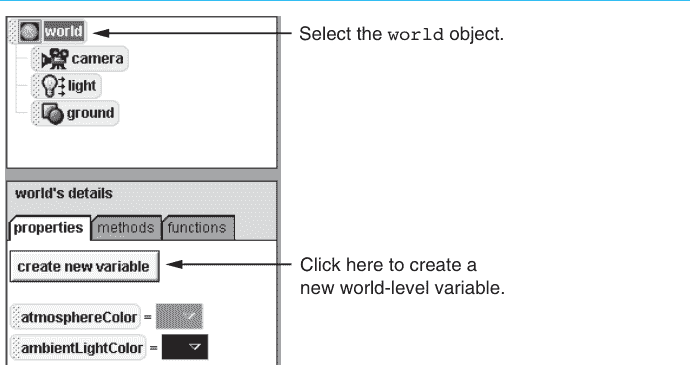 world
Select the world object.
camera
light
ground
world's details
properties methods functions
create new variable
Click here to create a
new world-level variable.
atmosphereColor =
ambientLightColor =